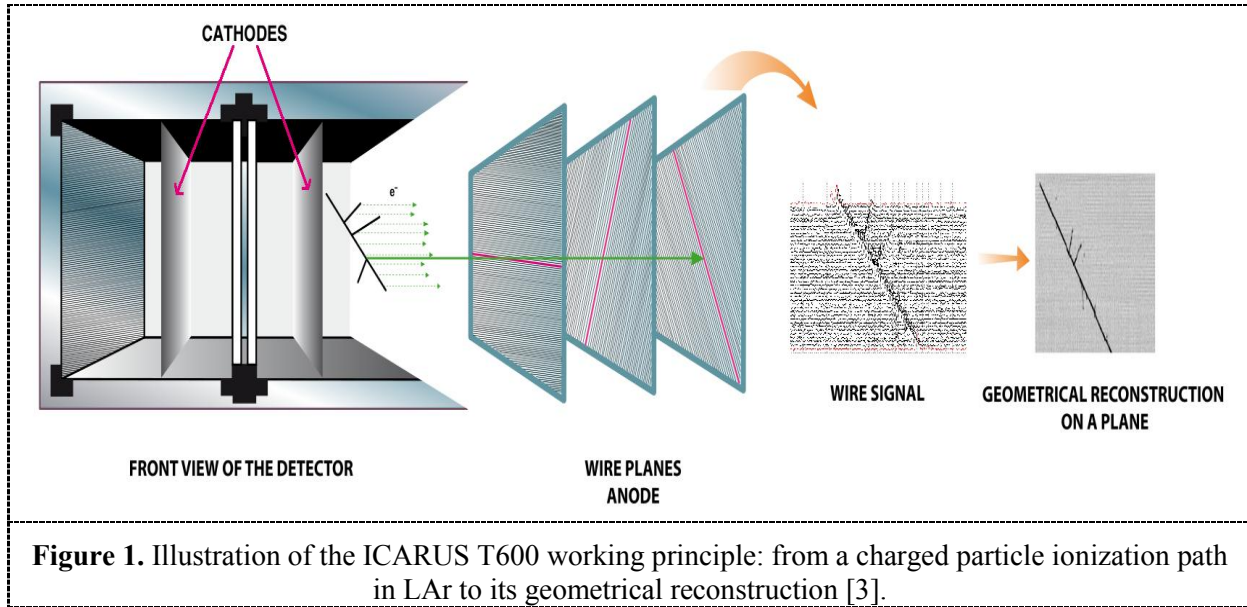 CATHODES
e-
FRONT VIEW OF THE DETECTOR
WIRE PLANES
ANODE
WIRE SIGNAL
GEOMETRICAL RECONSTRUCTION
ON A PLANE
Figure 1. Illustration of the ICARUS T600 working principle: from a charged particle ionization path
in LAr to its geometrical reconstruction [3].